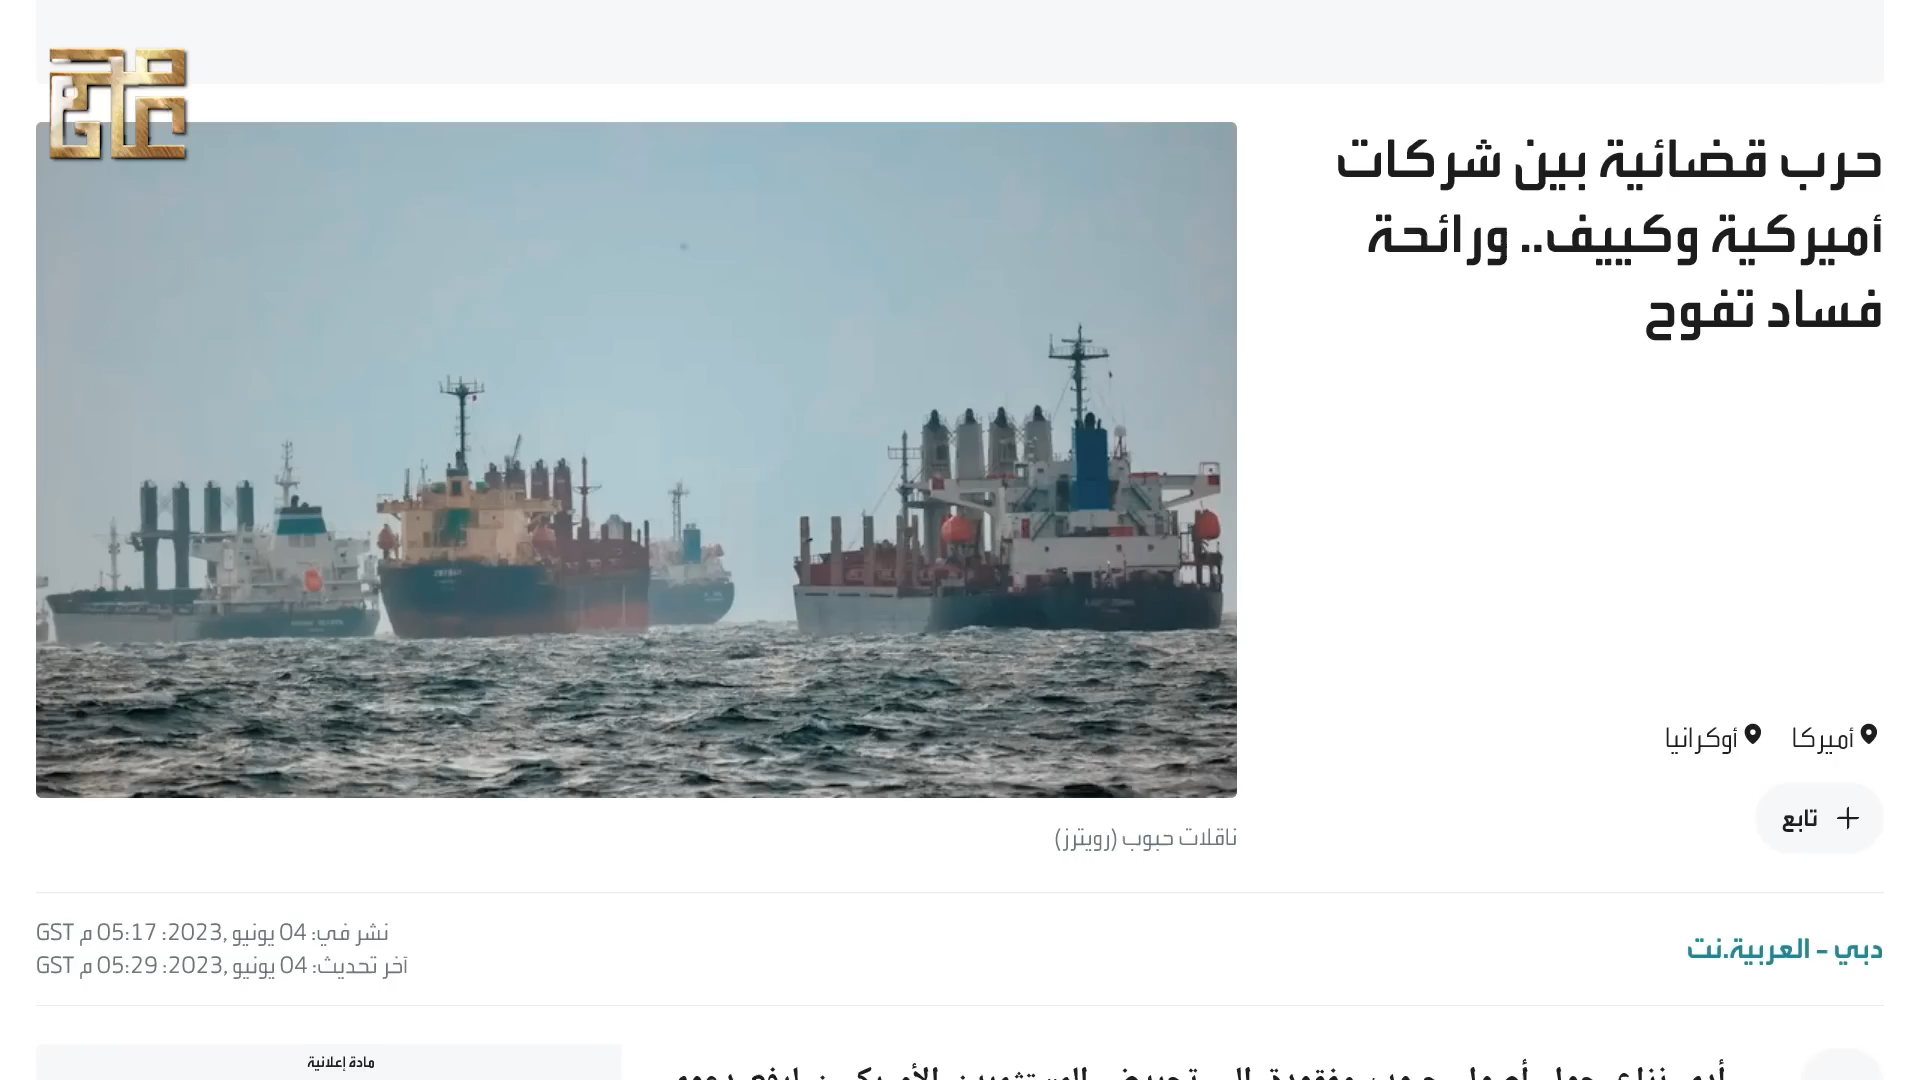 حرب قضائية بين شركات
أميركية وكييف.. ورائحة
فساد تفوح
أميركا
أوكرانيا
تابع
ناقلات حبوب (رويترز)
دبي - العربية.نت
نشر في: 04 يونيو ,2023: 05:17 م GST
آخر تحديث: 04 يونيو ,2023: 05:29 م GST
مادة إعلانية